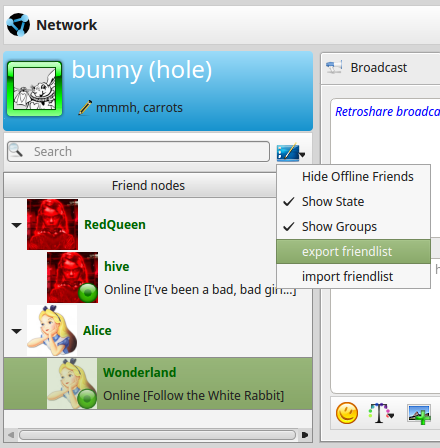 Network
bunny (hole)
mmmh, carrots
Broadcast
Retroshare broadca
Search
Hide Offline Friends
Show State
Show Groups
export friendlist
import friendlist
Friend nodes
RedQueen
hive
Online [I've been a bad, bad girl...]
Alice
Wonderland
Online [Follow the White Rabbit]